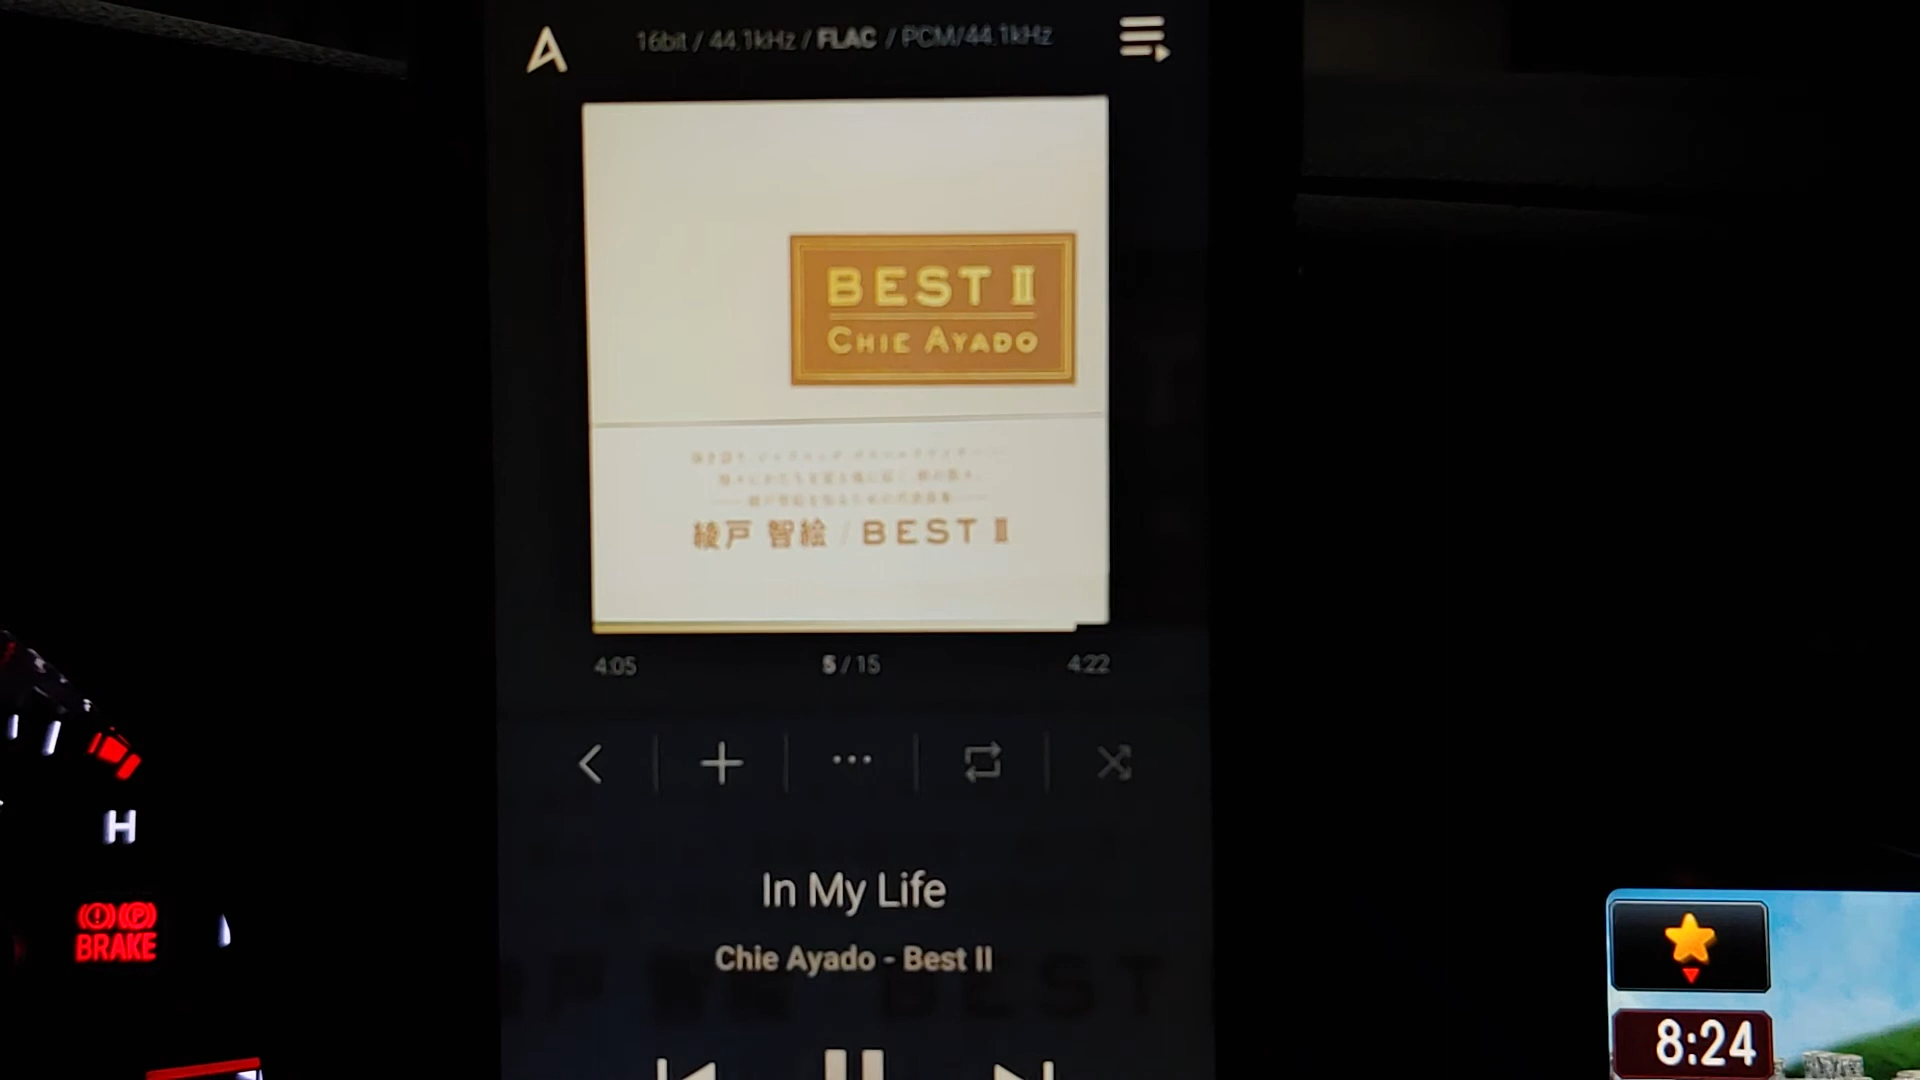 16bit / 44.1kHz / FLAC / PCM/44.1kHz
BEST II
CHIE AYADO
綾戸 智絵 / BEST II
4:05
5 / 15
4:22
In My Life
Chie Ayado - Best II
H
BRAKE
8:24